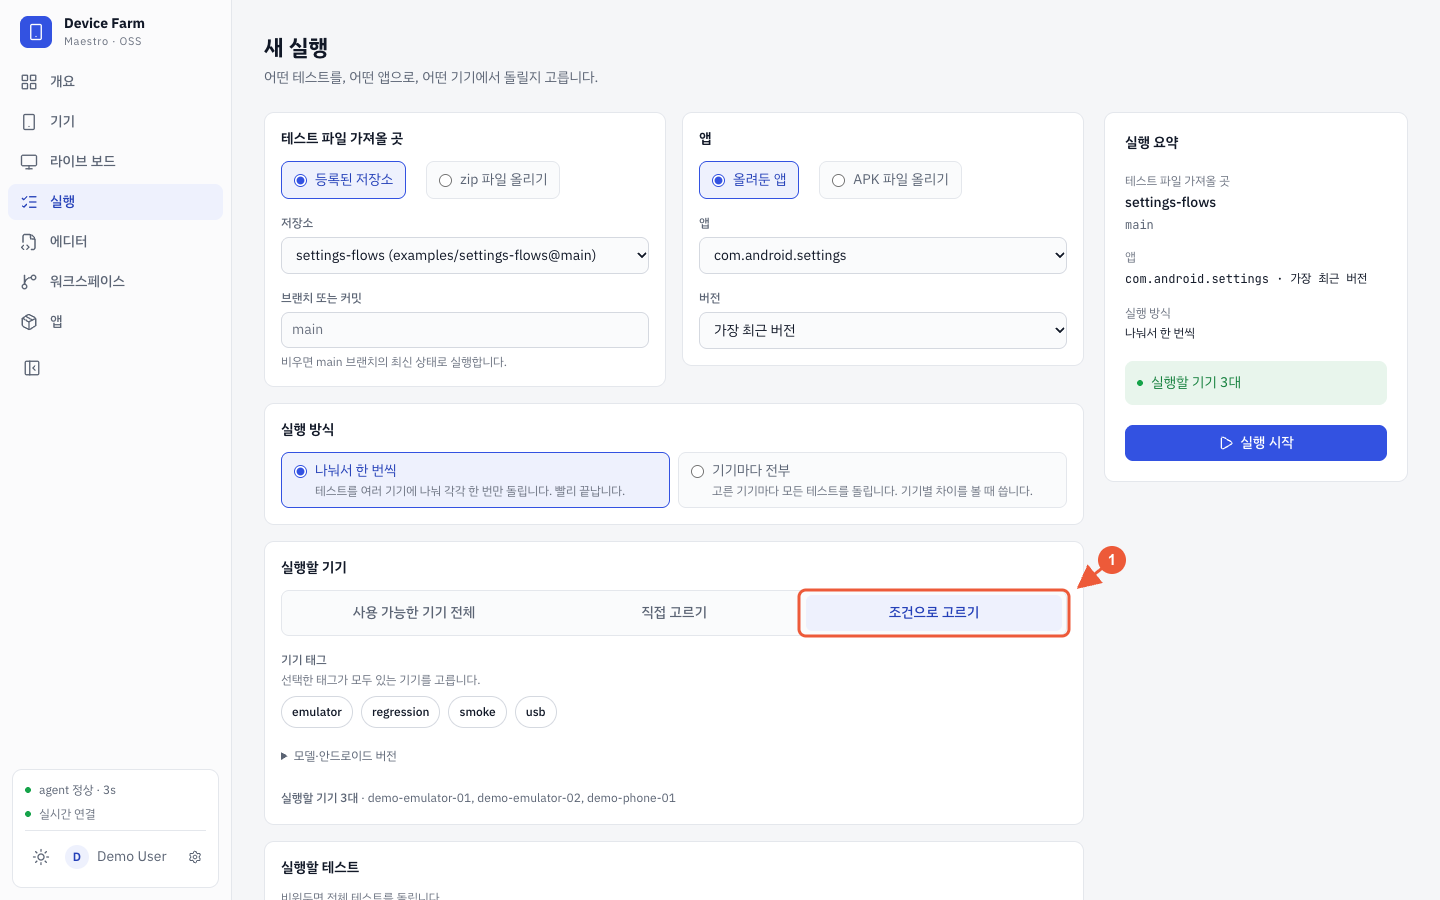 Device Farm
Maestro · OSS
개요
기기
라이브 보드
실행
에디터
워크스페이스
앱
agent 정상 · 3s
실시간 연결
D Demo User
새 실행
어떤 테스트를, 어떤 앱으로, 어떤 기기에서 돌릴지 고릅니다.
테스트 파일 가져올 곳
등록된 저장소
zip 파일 올리기
저장소
settings-flows (examples/settings-flows@main)
브랜치 또는 커밋
main
비우면 main 브랜치의 최신 상태로 실행합니다.
앱
올려둔 앱
APK 파일 올리기
앱
com.android.settings
버전
가장 최근 버전
실행 방식
나눠서 한 번씩
테스트를 여러 기기에 나눠 각각 한 번만 돌립니다. 빨리 끝납니다.
기기마다 전부
고른 기기마다 모든 테스트를 돌립니다. 기기별 차이를 볼 때 씁니다.
실행할 기기
사용 가능한 기기 전체
직접 고르기
조건으로 고르기
1
기기 태그
선택한 태그가 모두 있는 기기를 고릅니다.
emulator
regression
smoke
usb
모델·안드로이드 버전
실행할 기기 3대 · demo-emulator-01, demo-emulator-02, demo-phone-01
실행할 테스트
비워두면 전체 테스트를 돌립니다.
실행 요약
테스트 파일 가져올 곳
settings-flows
main
앱
com.android.settings · 가장 최근 버전
실행 방식
나눠서 한 번씩
실행할 기기 3대
실행 시작